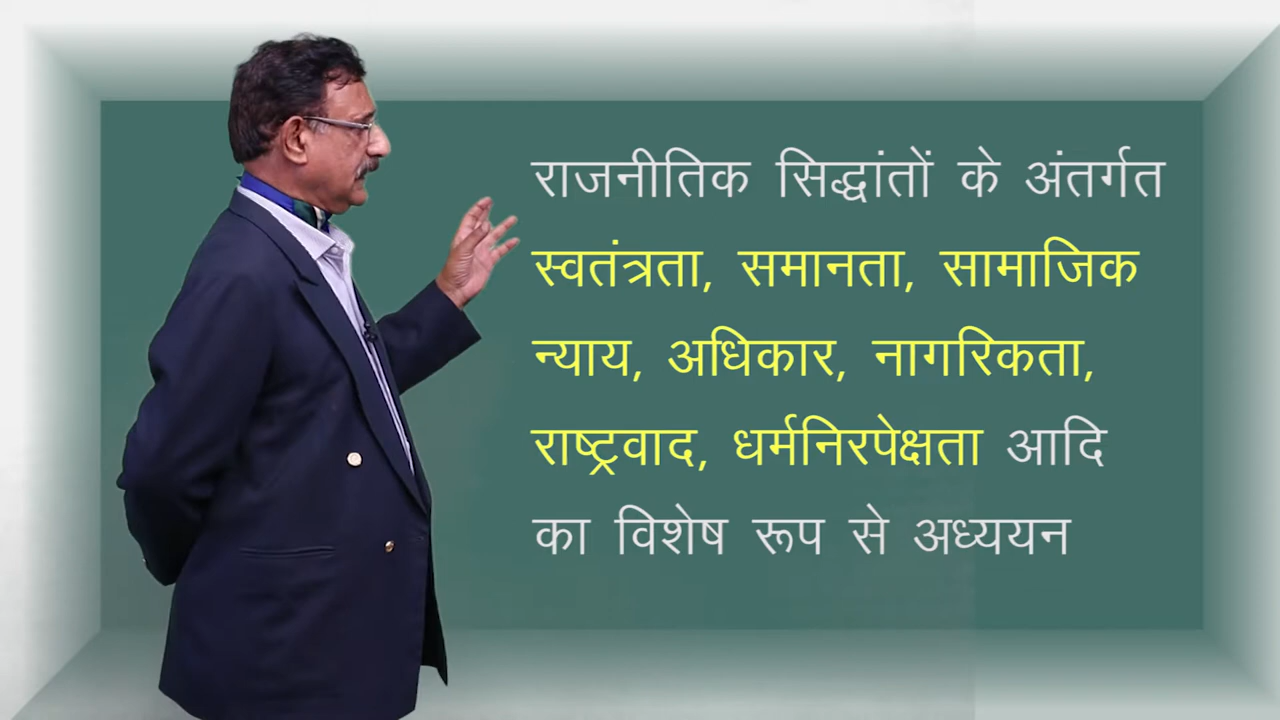 राजनीतिक सिद्धांतों के अंतर्गत
स्वतंत्रता, समानता, सामाजिक
न्याय, अधिकार, नागरिकता,
राष्ट्रवाद, धर्मनिरपेक्षता आदि
का विशेष रूप से अध्ययन